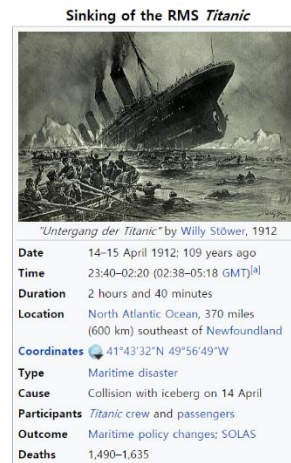 Sinking of the RMS Titanic
"Untergang der Titanic" by Willy Stöwer, 1912
Date 14–15 April 1912; 109 years ago
Time 23:40–02:20 (02:38–05:18 GMT)[a]
Duration 2 hours and 40 minutes
Location North Atlantic Ocean, 370 miles
(600 km) southeast of Newfoundland
Coordinates 41°43′32″N 49°56′49″W
Type Maritime disaster
Cause Collision with iceberg on 14 April
Participants Titanic crew and passengers
Outcome Maritime policy changes; SOLAS
Deaths 1,490–1,635